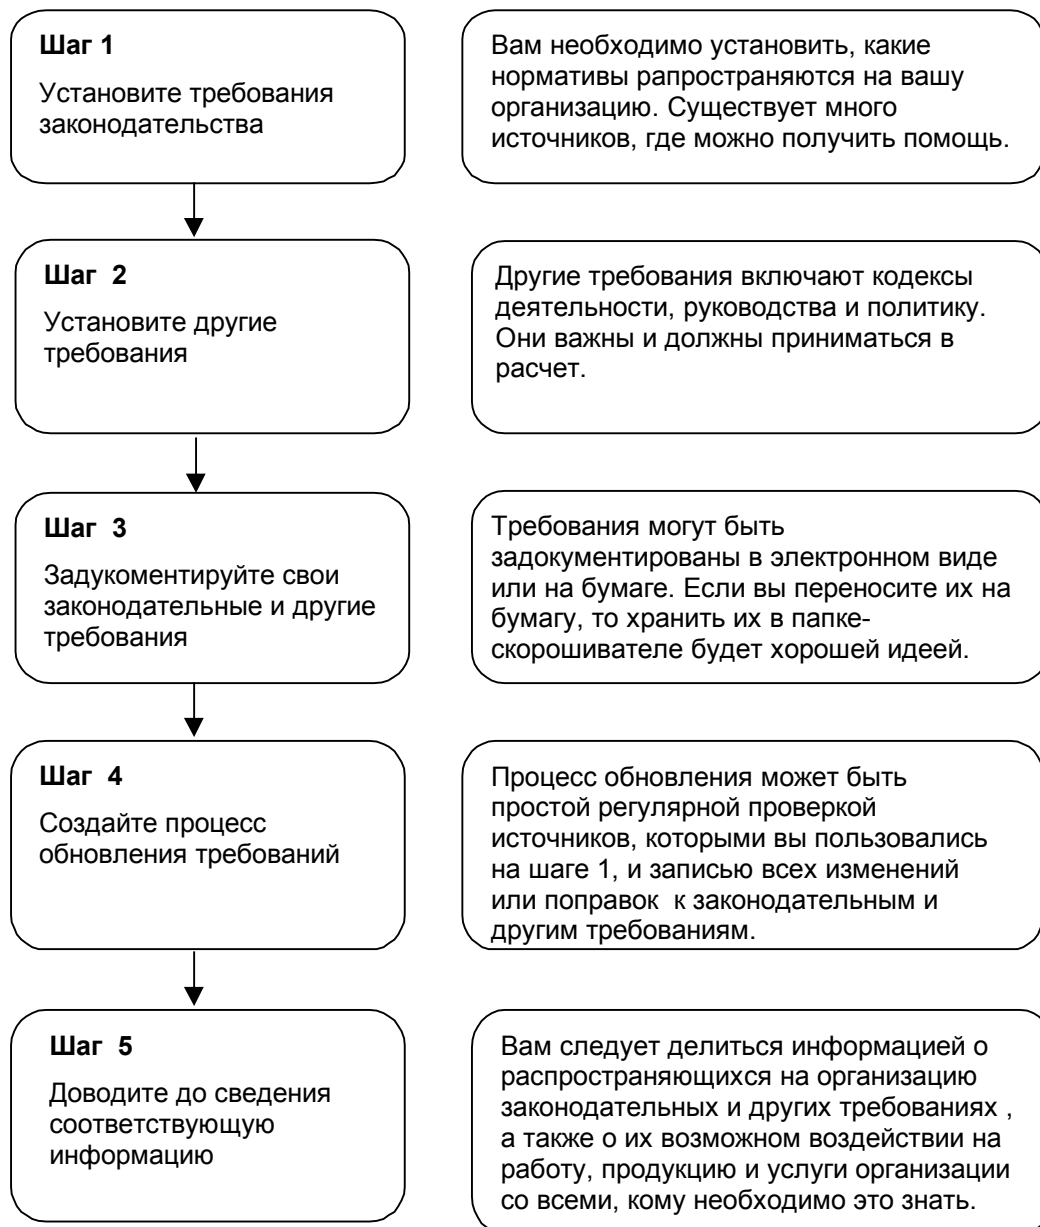 Шаг 1
Установите требования
законодательства
Вам необходимо установить, какие
нормативы рапространяются на вашу
организацию. Существует много
источников, где можно получить помощь.
Шаг 2
Установите другие
требования
Другие требования включают кодексы
деятельности, руководства и политику.
Они важны и должны приниматься в
расчет.
Шаг 3
Задукоментируйте свои
законодательные и другие
требования
Требования могут быть
задокументированы в электронном виде
или на бумаге. Если вы переносите их на
бумагу, то хранить их в папке-
скорошивателе будет хорошей идеей.
Шаг 4
Создайте процесс
обновления требований
Процесс обновления может быть
простой регулярной проверкой
источников, которыми вы пользовались
на шаге 1, и записью всех изменений
или поправок к законодательным и
другим требованиям.
Шаг 5
Доводите до сведения
соответствующую
информацию
Вам следует делиться информацией о
распространяющихся на организацию
законодательных и других требованиях ,
а также о их возможном воздействии на
работу, продукцию и услуги организации
со всеми, кому необходимо это знать.